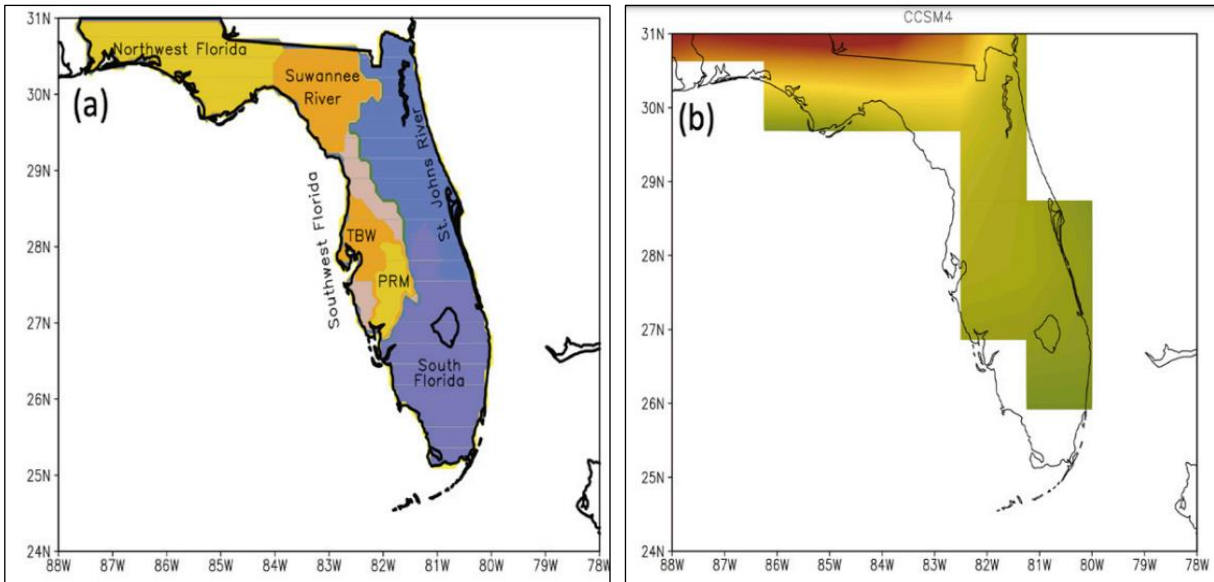 31N
30N
29N
28N
27N
26N
25N
24N
88W 87W 86W 85W 84W 83W 82W 81W 80W 79W 78W
(a)
Northwest Florida
Suwannee
River
St. Johns River
Southwest Florida
TBW
PRM
South
Florida
CCSM4
31N
30N
29N
28N
27N
26N
25N
24N
88W 87W 86W 85W 84W 83W 82W 81W 80W 79W 78W
(b)